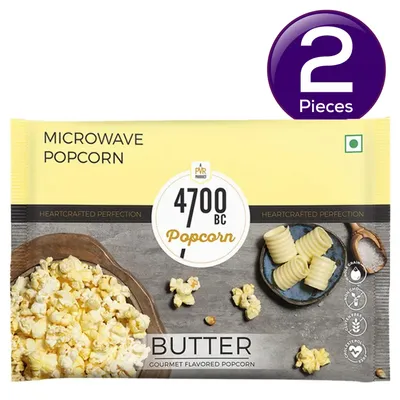 2
Pieces
MICROWAVE
POPCORN
A
PVR
PRODUCT
4700
BC
Popcorn
HEARTCRAFTED PERFECTION
HEARTCRAFTED PERFECTION
BUTTER
GOURMET FLAVORED POPCORN